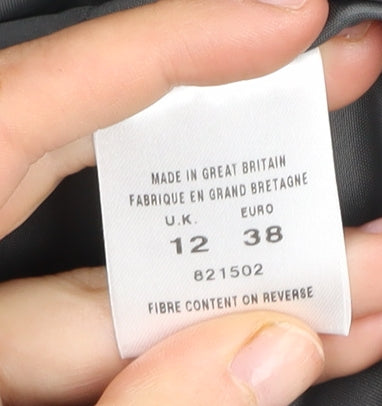 MADE IN GREAT BRITAIN
FABRIQUE EN GRAND BRETAGNE
U.K. EURO
12 38
821502
FIBRE CONTENT ON REVERSE